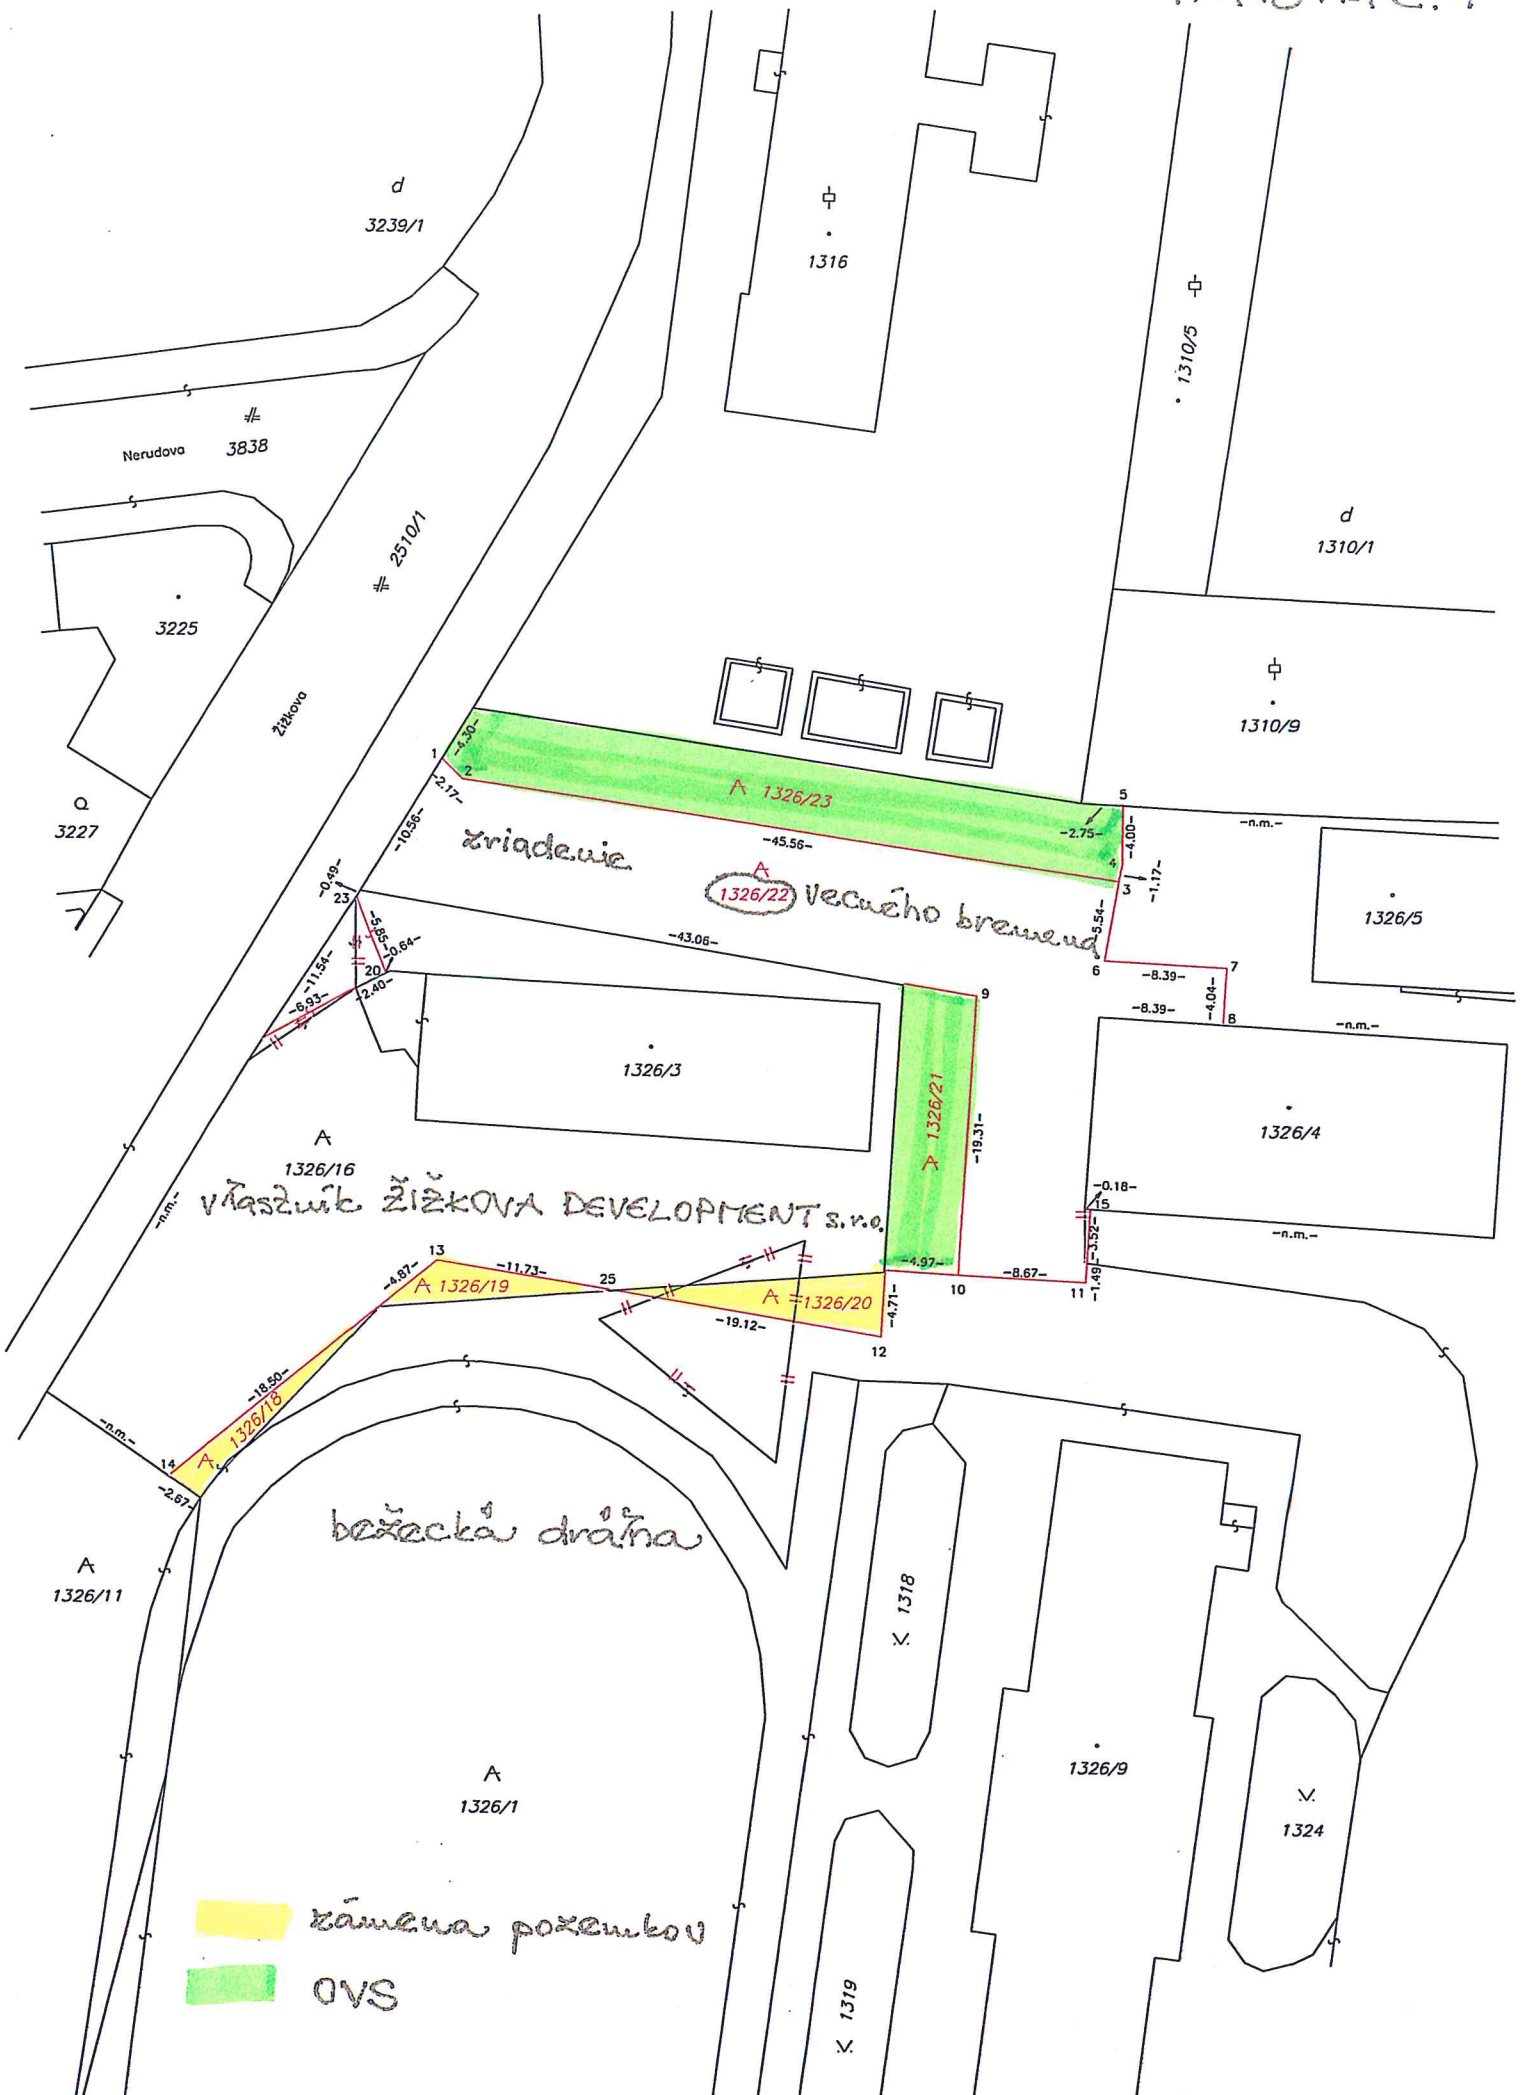 d
3239/1
1316
1310/5
Nerudova
3838
2510/1
d
1310/1
3225
Žižkova
1310/9
3227
1
-4.30-
2
-2.17-
A 1326/23
5
-2.75-
-4.00-
-n.m.-
4
3
-1.17-
-10.56-
-45.56-
zriadenie
A
1326/22
vecného bremena
-0.49-
23
-5.85-
-0.64-
-43.06-
-5.54-
1326/5
6
7
-8.39-
-11.54-
20
-2.40-
-6.93-
9
-4.04-
-8.39-
8
-n.m.-
1326/3
A 1326/21
-19.31-
1326/4
A
1326/16
-n.m.-
vlastník ŽIŽKOVA DEVELOPMENT s.r.o.
-0.18-
15
-n.m.-
-3.52-
13
-4.87-
-11.73-
A 1326/19
25
-4.97-
-8.67-
10
11
-1.49-
A 1326/20
-4.71-
-19.12-
12
-18.50-
A 1326/18
-n.m.-
14
-2.67-
bežecká dráha
A
1326/11
1318
A
1326/1
1326/9
1324
zámena pozemkov
OVS
1319